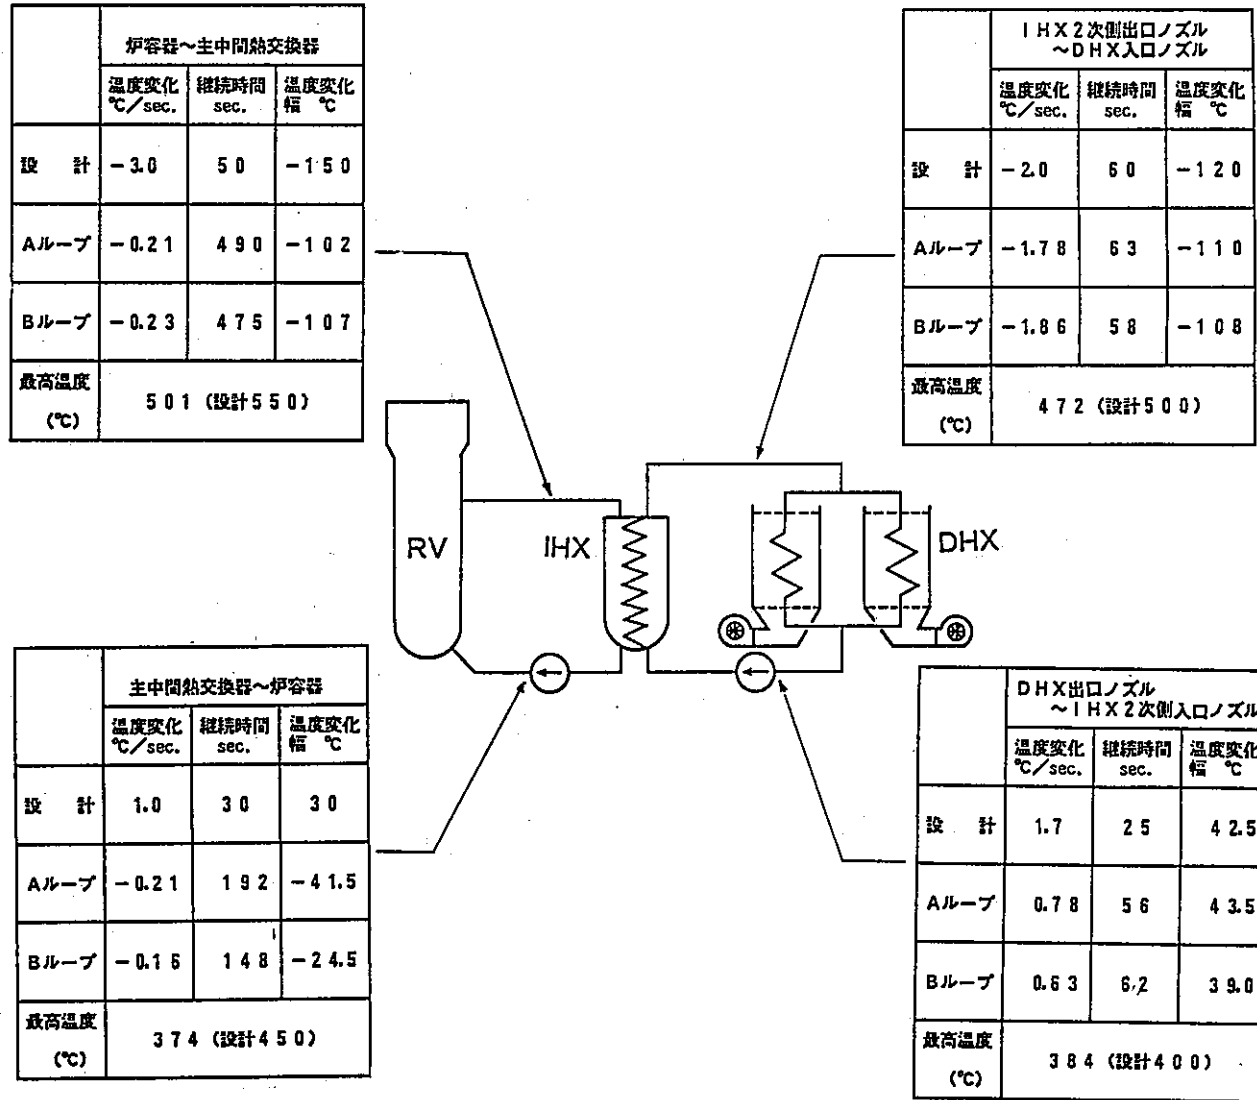 炉容器～主中間熱交換器
温度変化 継続時間 温度変化
℃／sec. sec. 幅 ℃
設 計 －3.0 50 －150
Aループ －0.21 490 －102
Bループ －0.23 475 －107
最高温度
(℃)
501 (設計550)
IHX2次側出口ノズル
～DHX入口ノズル
温度変化 継続時間 温度変化
℃／sec. sec. 幅 ℃
設 計 －2.0 60 －120
Aループ －1.78 63 －110
Bループ －1.86 58 －108
最高温度
(℃)
472 (設計500)
RV
IHX
DHX
主中間熱交換器～炉容器
温度変化 継続時間 温度変化
℃／sec. sec. 幅 ℃
設 計 1.0 30 30
Aループ －0.21 192 －41.5
Bループ －0.16 148 －24.5
最高温度
(℃)
374 (設計450)
DHX出口ノズル
～IHX2次側入口ノズル
温度変化 継続時間 温度変化
℃／sec. sec. 幅 ℃
設 計 1.7 25 42.5
Aループ 0.78 56 43.5
Bループ 0.63 62 39.0
最高温度
(℃)
384 (設計400)